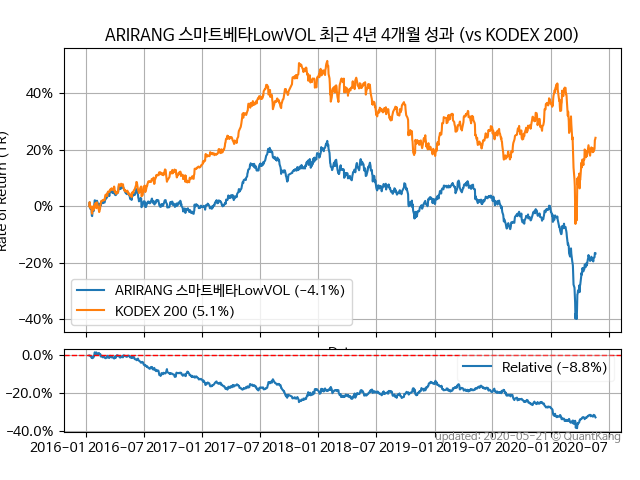 ARIRANG 스마트베타LowVOL 최근 4년 4개월 성과 (vs KODEX 200)
Rate of Return (TR)
40%
20%
0%
−20%
−40%
ARIRANG 스마트베타LowVOL (−4.1%)
KODEX 200 (5.1%)
0.0%
−20.0%
−40.0%
Relative (−8.8%)
updated: 2020-05-21 © QuantKang
2016-01 2016-07 2017-01 2017-07 2018-01 2018-07 2019-01 2019-07 2020-01 2020-07